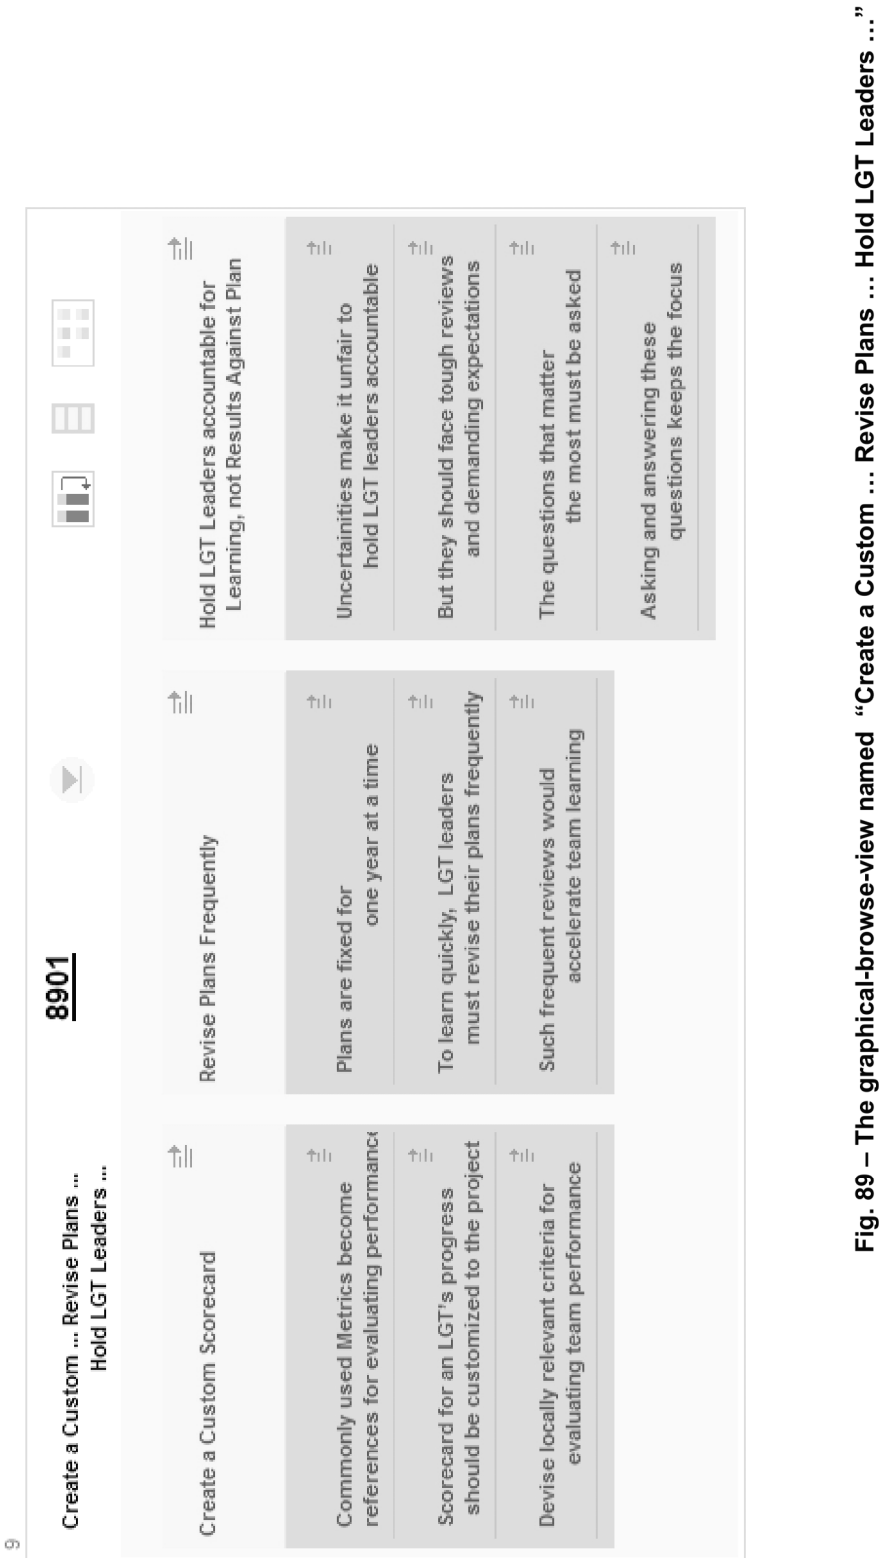 9
Create a Custom ... Revise Plans ...
Hold LGT Leaders ...
8901
Create a Custom Scorecard
Commonly used Metrics become
references for evaluating performance
Scorecard for an LGT's progress
should be customized to the project
Devise locally relevant criteria for
evaluating team performance
Revise Plans Frequently
Plans are fixed for
one year at a time
To learn quickly, LGT leaders
must revise their plans frequently
Such frequent reviews would
accelerate team learning
Hold LGT Leaders accountable for
Learning, not Results Against Plan
Uncertainities make it unfair to
hold LGT leaders accountable
But they should face tough reviews
and demanding expectations
The questions that matter
the most must be asked
Asking and answering these
questions keeps the focus
Fig. 89 – The graphical-browse-view named “Create a Custom … Revise Plans … Hold LGT Leaders …”